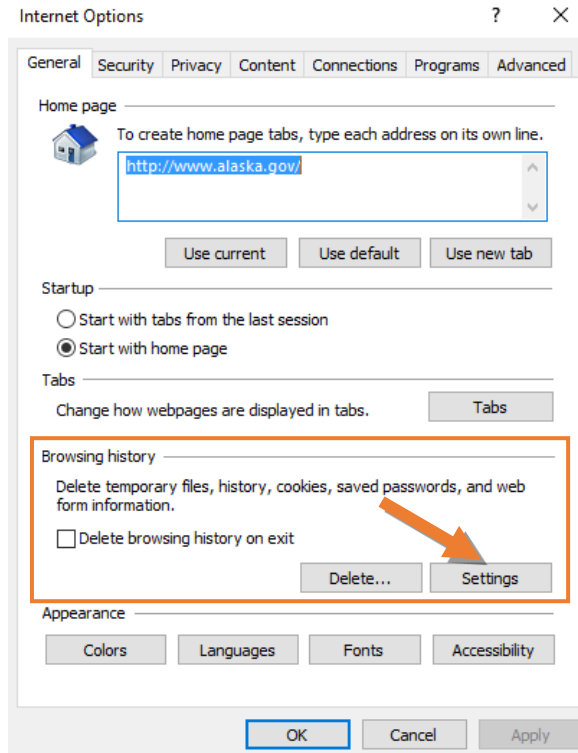 Internet Options ? ×
General Security Privacy Content Connections Programs Advanced
Home page
To create home page tabs, type each address on its own line.
http://www.alaska.gov/
Use current Use default Use new tab
Startup
Start with tabs from the last session
Start with home page
Tabs
Change how webpages are displayed in tabs. Tabs
Browsing history
Delete temporary files, history, cookies, saved passwords, and web
form information.
Delete browsing history on exit
Delete... Settings
Appearance
Colors Languages Fonts Accessibility
OK Cancel Apply